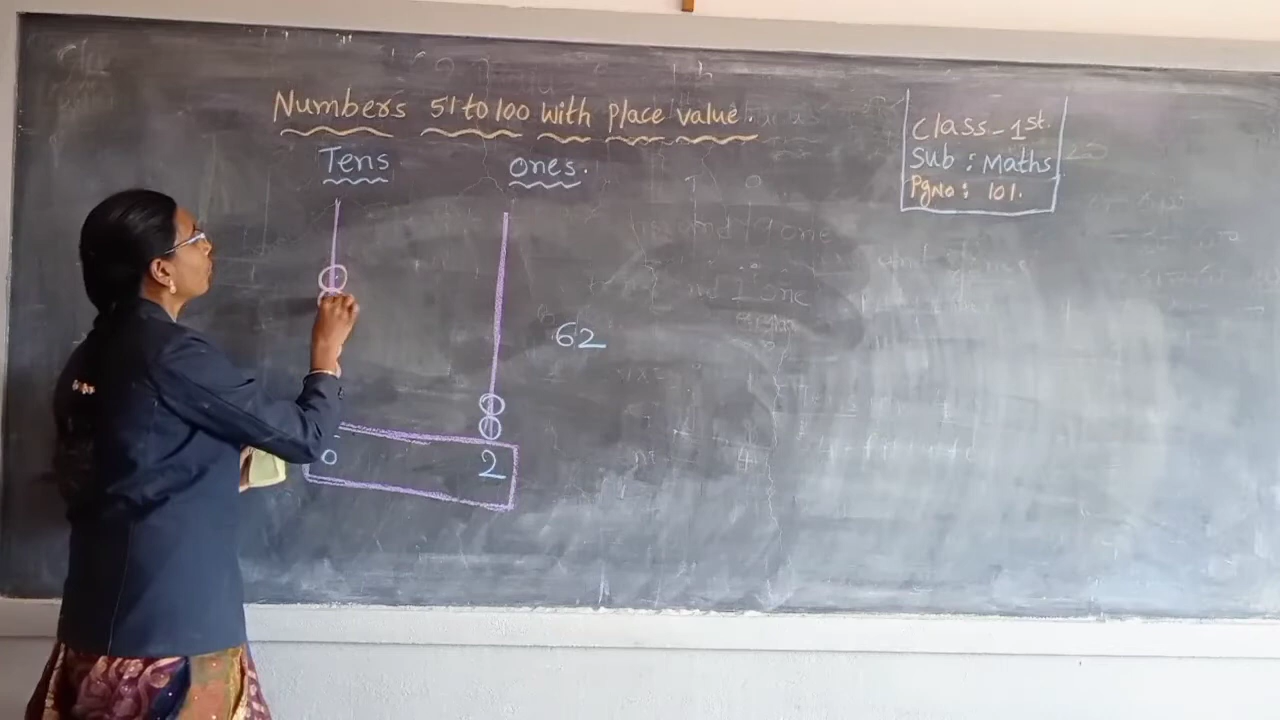 Numbers 51 to 100 with Place value.
Tens ones.
Class - 1st.
Sub : Maths
Pg No : 101.
62
2